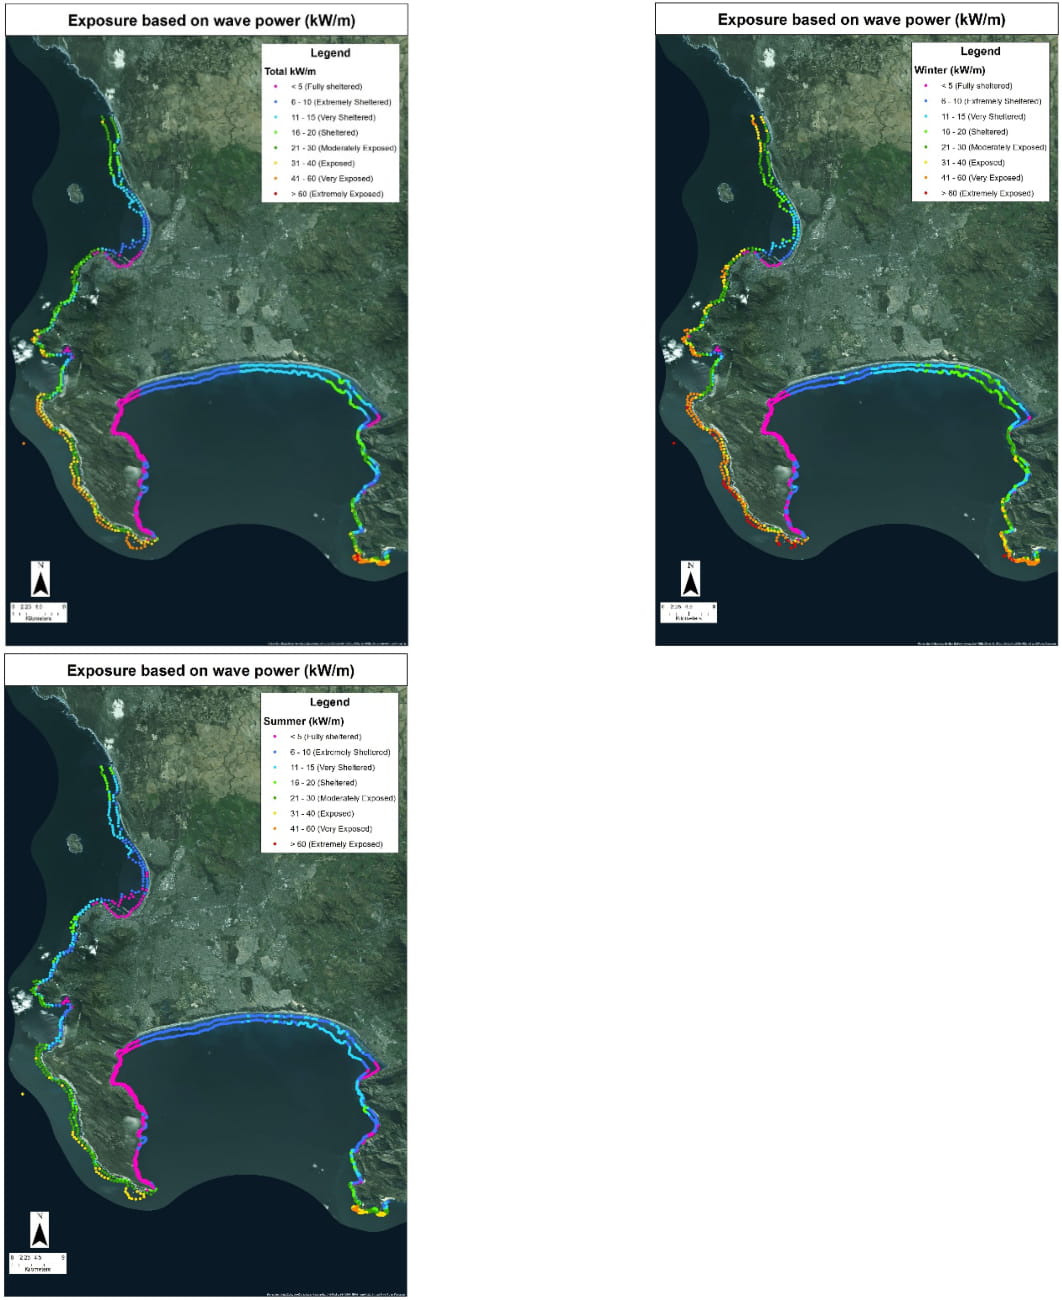 Exposure based on wave power (kW/m)
Legend
Total kW/m
< 5 (Fully sheltered)
6 - 10 (Extremely Sheltered)
11 - 15 (Very Sheltered)
16 - 20 (Sheltered)
21 - 30 (Moderately Exposed)
31 - 40 (Exposed)
41 - 60 (Very Exposed)
> 60 (Extremely Exposed)
N
0 2.25 4.5 9
Kilometers
Exposure based on wave power (kW/m)
Legend
Winter (kW/m)
< 5 (Fully sheltered)
6 - 10 (Extremely Sheltered)
11 - 15 (Very Sheltered)
16 - 20 (Sheltered)
21 - 30 (Moderately Exposed)
31 - 40 (Exposed)
41 - 60 (Very Exposed)
> 60 (Extremely Exposed)
N
0 2.25 4.5 9
Kilometers
Exposure based on wave power (kW/m)
Legend
Summer (kW/m)
< 5 (Fully sheltered)
6 - 10 (Extremely Sheltered)
11 - 15 (Very Sheltered)
16 - 20 (Sheltered)
21 - 30 (Moderately Exposed)
31 - 40 (Exposed)
41 - 60 (Very Exposed)
> 60 (Extremely Exposed)
N
0 2.25 4.5 9
Kilometers